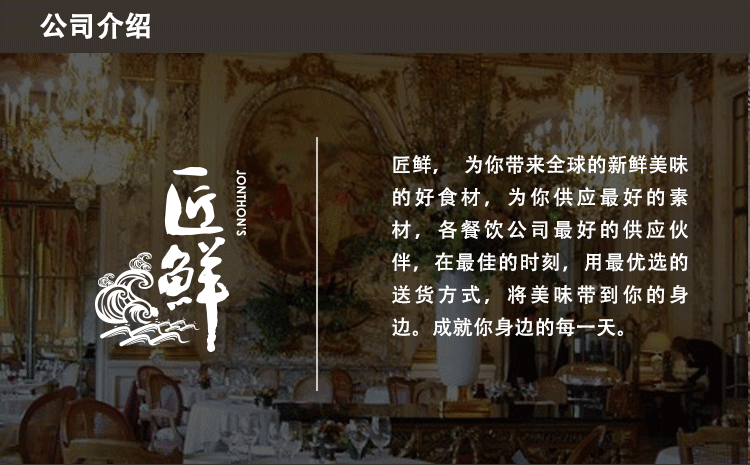 公司介绍
匠鲜
JONTHON'S
匠鲜， 为你带来全球的新鲜美味
的好食材，为你供应最好的素
材，各餐饮公司最好的供应伙
伴，在最佳的时刻，用最优选的
送货方式，将美味带到你的身
边。成就你身边的每一天。